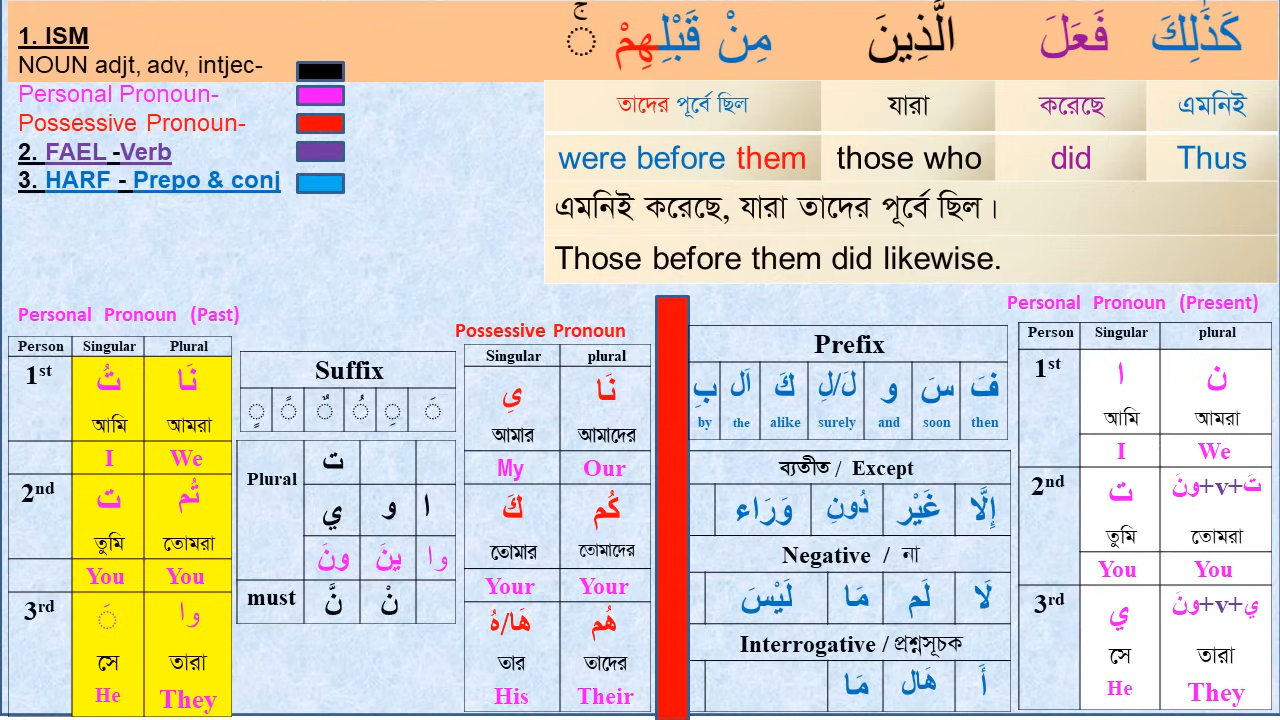 1. ISM
NOUN adjt, adv, intjec-
Personal Pronoun-
Possessive Pronoun-
2. FAEL -Verb
3. HARF - Prepo & conj
كَذَٰلِكَ فَعَلَ الَّذِينَ مِنْ قَبْلِهِمْ ۚ
তাদের পূর্বে ছিল যারা করেছে এমনিই
were before them those who did Thus
এমনিই করেছে, যারা তাদের পূর্বে ছিল।
Those before them did likewise.
Personal Pronoun (Past)
Person Singular Plural
1st تُ نَا
আমি আমরা
I We
2nd ت تُم
তুমি তোমরা
You You
3rd َ وا
সে তারা
He They
Suffix
ٍ ً ٌ ُ ِ َ
Plural ت
ي و ا
ونَ ينَ وا
must نَّ نْ
Possessive Pronoun
Singular plural
يِ نَا
আমার আমাদের
My Our
كَ كُم
তোমার তোমাদের
Your Your
هَا/هُ هُم
তার তাদের
His Their
Prefix
بِ اَل كَ لَ/لِ و سَ فَ
by the alike surely and soon then
ব্যতীত / Except
وَرَاء دُونِ غَيْر إِلَّا
Negative / না
لَيْسَ مَا لَم لَا
Interrogative / প্রশ্নসূচক
مَا هَال أَ
Personal Pronoun (Present)
Person Singular plural
1st ا ن
আমি আমরা
I We
2nd ت تَ+v+ونَ
তুমি তোমরা
You You
3rd ي ي+v+ونَ
সে তারা
He They